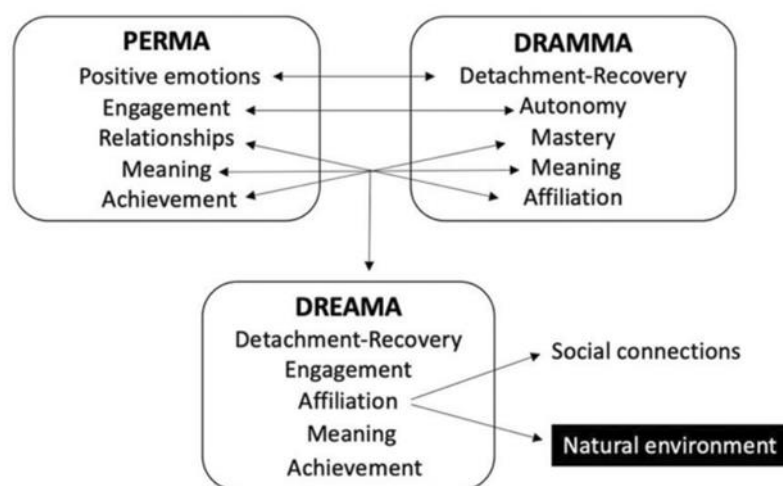 PERMA
Positive emotions
Engagement
Relationships
Meaning
Achievement
DRAMMA
Detachment-Recovery
Autonomy
Mastery
Meaning
Affiliation
DREAMA
Detachment-Recovery
Engagement
Affiliation
Meaning
Achievement
Social connections
Natural environment